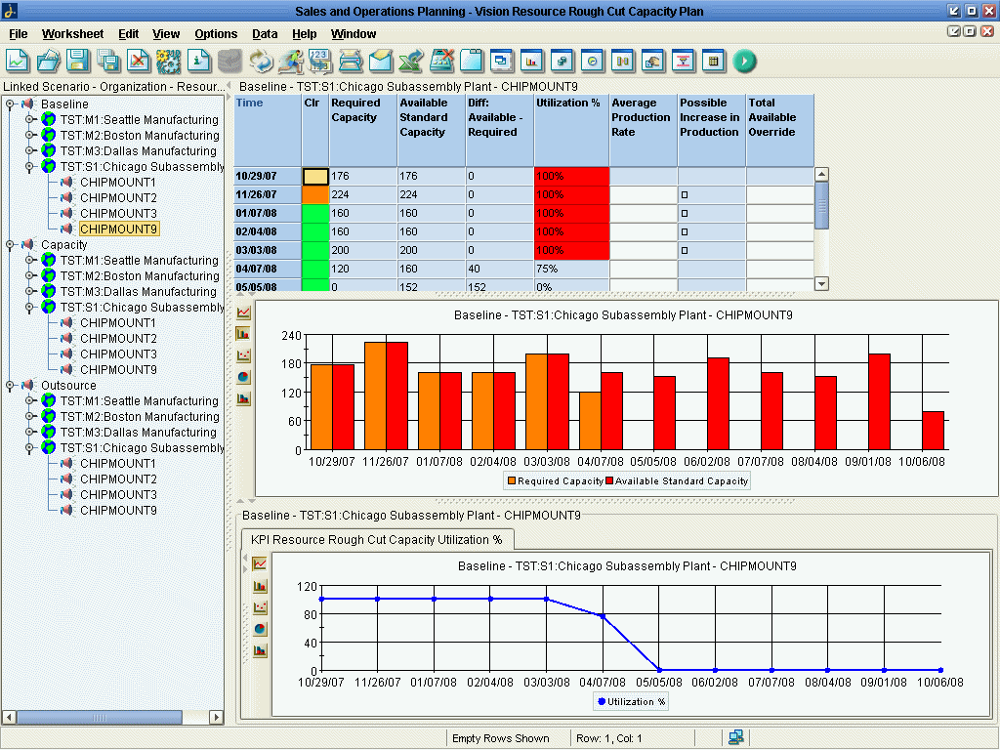 Sales and Operations Planning - Vision Resource Rough Cut Capacity Plan
File Worksheet Edit View Options Data Help Window
Linked Scenario - Organization - Resour...
Baseline
TST:M1:Seattle Manufacturing
TST:M2:Boston Manufacturing
TST:M3:Dallas Manufacturing
TST:S1:Chicago Subassembly
CHIPMOUNT1
CHIPMOUNT2
CHIPMOUNT3
CHIPMOUNT9
Capacity
TST:M1:Seattle Manufacturing
TST:M2:Boston Manufacturing
TST:M3:Dallas Manufacturing
TST:S1:Chicago Subassembly
CHIPMOUNT1
CHIPMOUNT2
CHIPMOUNT3
CHIPMOUNT9
Outsource
TST:M1:Seattle Manufacturing
TST:M2:Boston Manufacturing
TST:M3:Dallas Manufacturing
TST:S1:Chicago Subassembly
CHIPMOUNT1
CHIPMOUNT2
CHIPMOUNT3
CHIPMOUNT9
Baseline - TST:S1:Chicago Subassembly Plant - CHIPMOUNT9
Time Clr Required Capacity Available Standard Capacity Diff: Available - Required Utilization % Average Production Rate Possible Increase in Production Total Available Override
10/29/07 176 176 0 100%
11/26/07 224 224 0 100%
01/07/08 160 160 0 100%
02/04/08 160 160 0 100%
03/03/08 200 200 0 100%
04/07/08 120 160 40 75%
05/05/08 0 152 152 0%
Baseline - TST:S1:Chicago Subassembly Plant - CHIPMOUNT9
240
180
120
60
0
10/29/07 11/26/07 01/07/08 02/04/08 03/03/08 04/07/08 05/05/08 06/02/08 07/07/08 08/04/08 09/01/08 10/06/08
Required Capacity Available Standard Capacity
Baseline - TST:S1:Chicago Subassembly Plant - CHIPMOUNT9
KPI Resource Rough Cut Capacity Utilization %
Baseline - TST:S1:Chicago Subassembly Plant - CHIPMOUNT9
120
80
40
0
10/29/07 11/26/07 01/07/08 02/04/08 03/03/08 04/07/08 05/05/08 06/02/08 07/07/08 08/04/08 09/01/08 10/06/08
Utilization %
Empty Rows Shown Row: 1, Col: 1